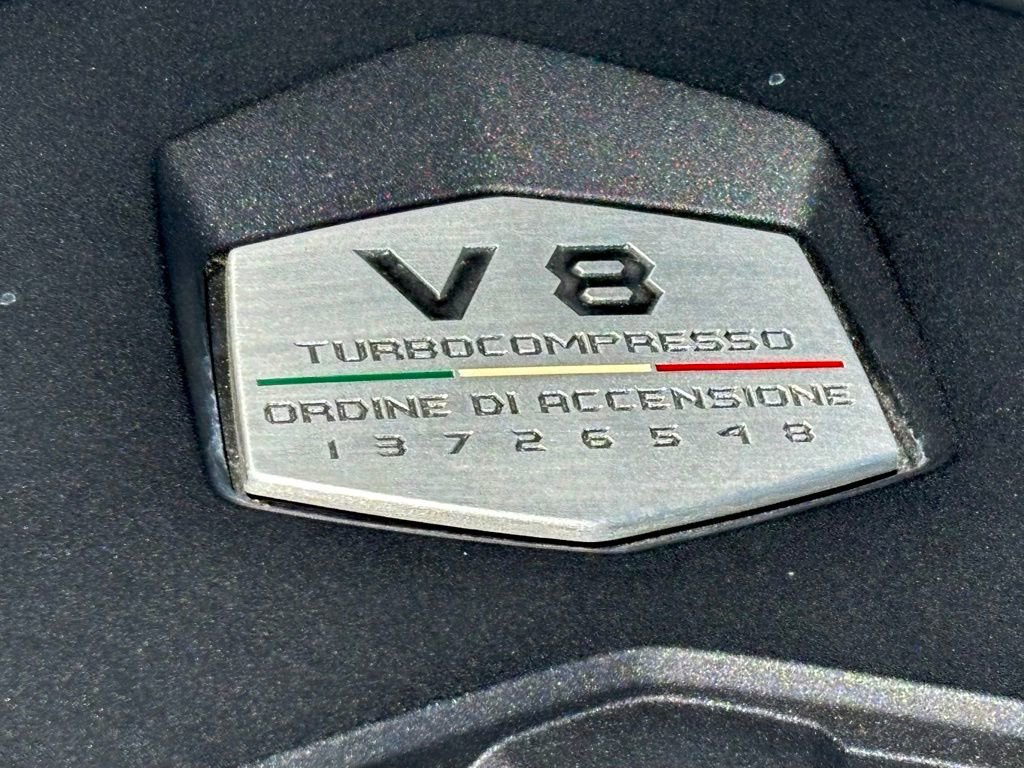 V8
TURBOCOMPRESSO
ORDINE DI ACCENSIONE
1 3 7 2 6 5 4 8